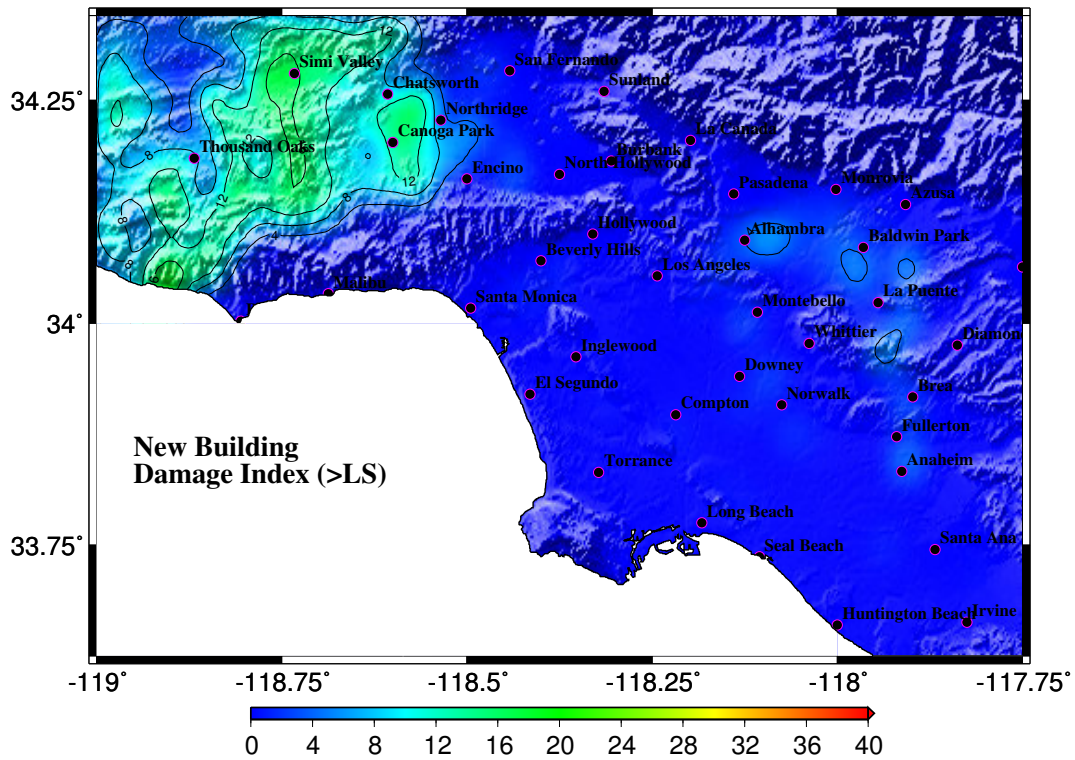 12
Simi Valley
San Fernando
Chatsworth
Sunland
34.25°
Northridge
Canoga Park
La Canada
Burbank
Thousand Oaks
8
12
North Hollywood
Encino
12
8
Pasadena
Monrovia
Azusa
12
8
4
Hollywood
Alhambra
Baldwin Park
Beverly Hills
8
Los Angeles
Malibu
Santa Monica
La Puente
Montebello
34°
Whittier
Diamon
Inglewood
Downey
El Segundo
Compton
Norwalk
Brea
Fullerton
New Building
Damage Index (>LS)
Torrance
Anaheim
Long Beach
33.75°
Seal Beach
Santa Ana
Huntington Beach
Irvine
-119°
-118.75°
-118.5°
-118.25°
-118°
-117.75°
0 4 8 12 16 20 24 28 32 36 40